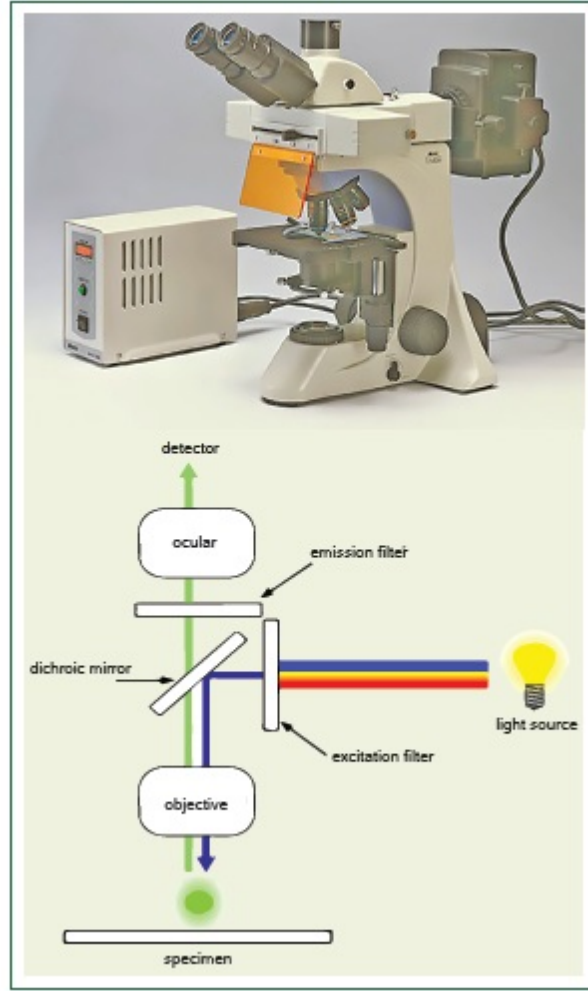 detector
ocular
emission filter
dichroic mirror
light source
excitation filter
objective
specimen